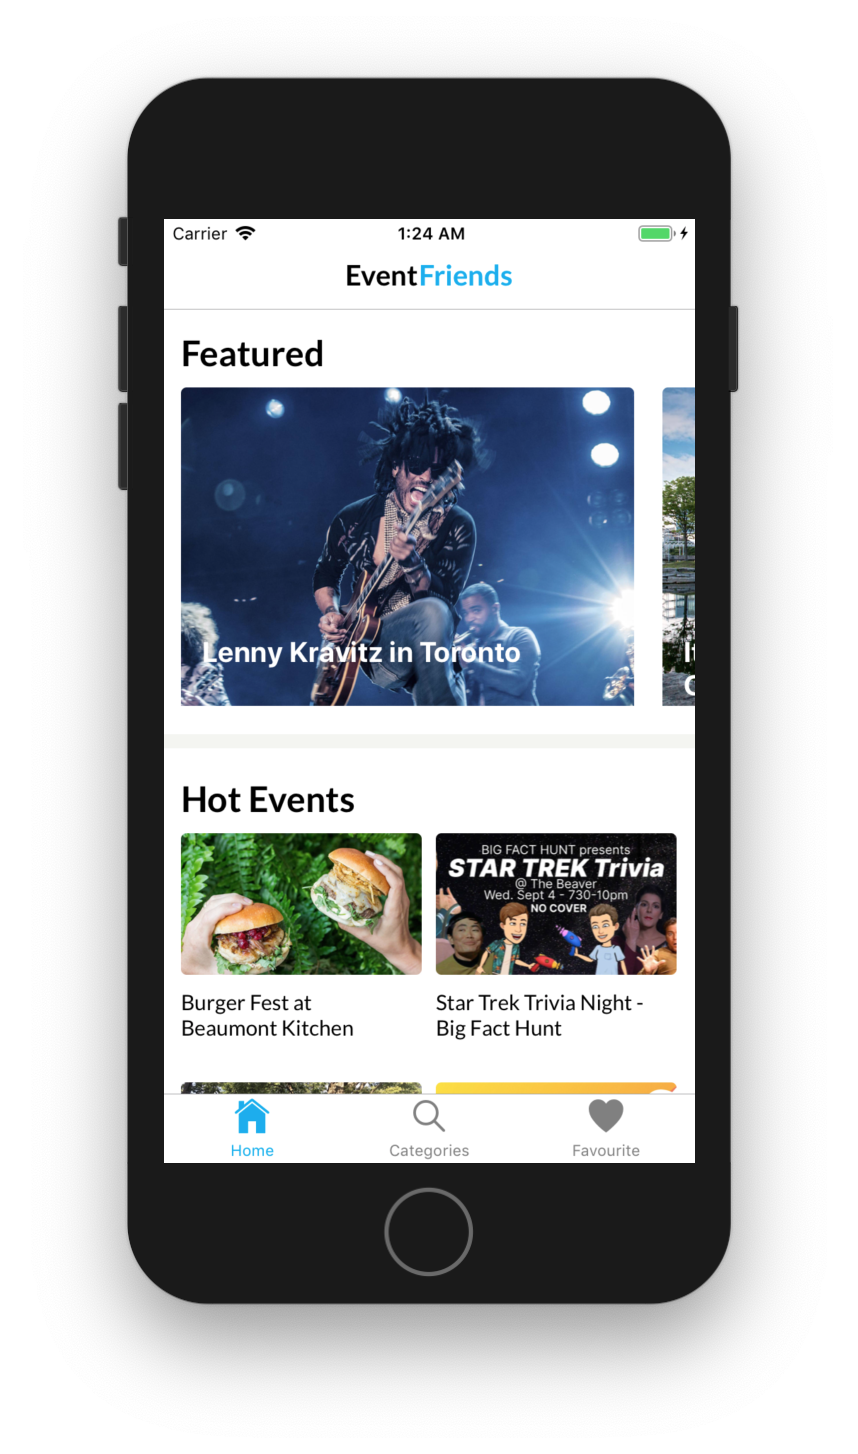 Carrier 1:24 AM
EventFriends
Featured
Lenny Kravitz in Toronto
Hot Events
BIG FACT HUNT presents
STAR TREK Trivia
@ The Beaver
Wed. Sept 4 - 730-10pm
NO COVER
Burger Fest at
Beaumont Kitchen
Star Trek Trivia Night -
Big Fact Hunt
Home Categories Favourite